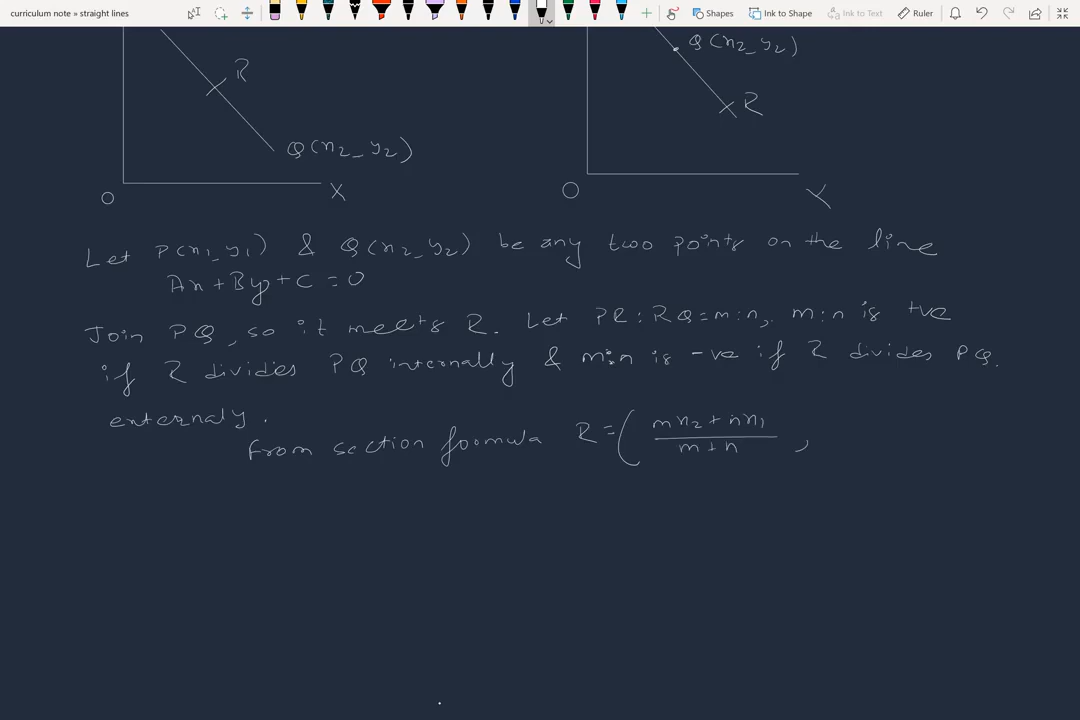 curriculum note » straight lines
Shapes Ink to Shape Ink to Text Ruler
Q(x2, y2)
R
R
Q(x2, y2)
O X O Y
Let P(x1, y1) & Q(x2, y2) be any two points on the line
Ax + By + C = 0
Join PQ, so it meets R. Let PR : RQ = m:n, m:n is +ve
if R divides PQ internally & m:n is -ve if R divides PQ.
externaly.
From section foomula R = ( mx2 + nx1 / m+n ,